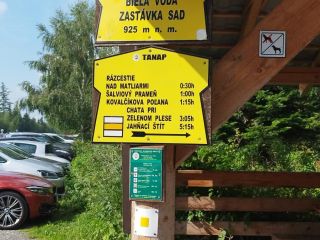 BIELA VODA
ZASTÁVKA SAD
925 m n. m.
TANAP
RÁZCESTIE
NAD MATLIARMI 0:30h
ŠALVIOVÝ PRAMEŇ 1:00h
KOVALČÍKOVA POĽANA 1:15h
CHATA PRI
ZELENOM PLESE 3:05h
JAHŇACÍ ŠTÍT 5:15h